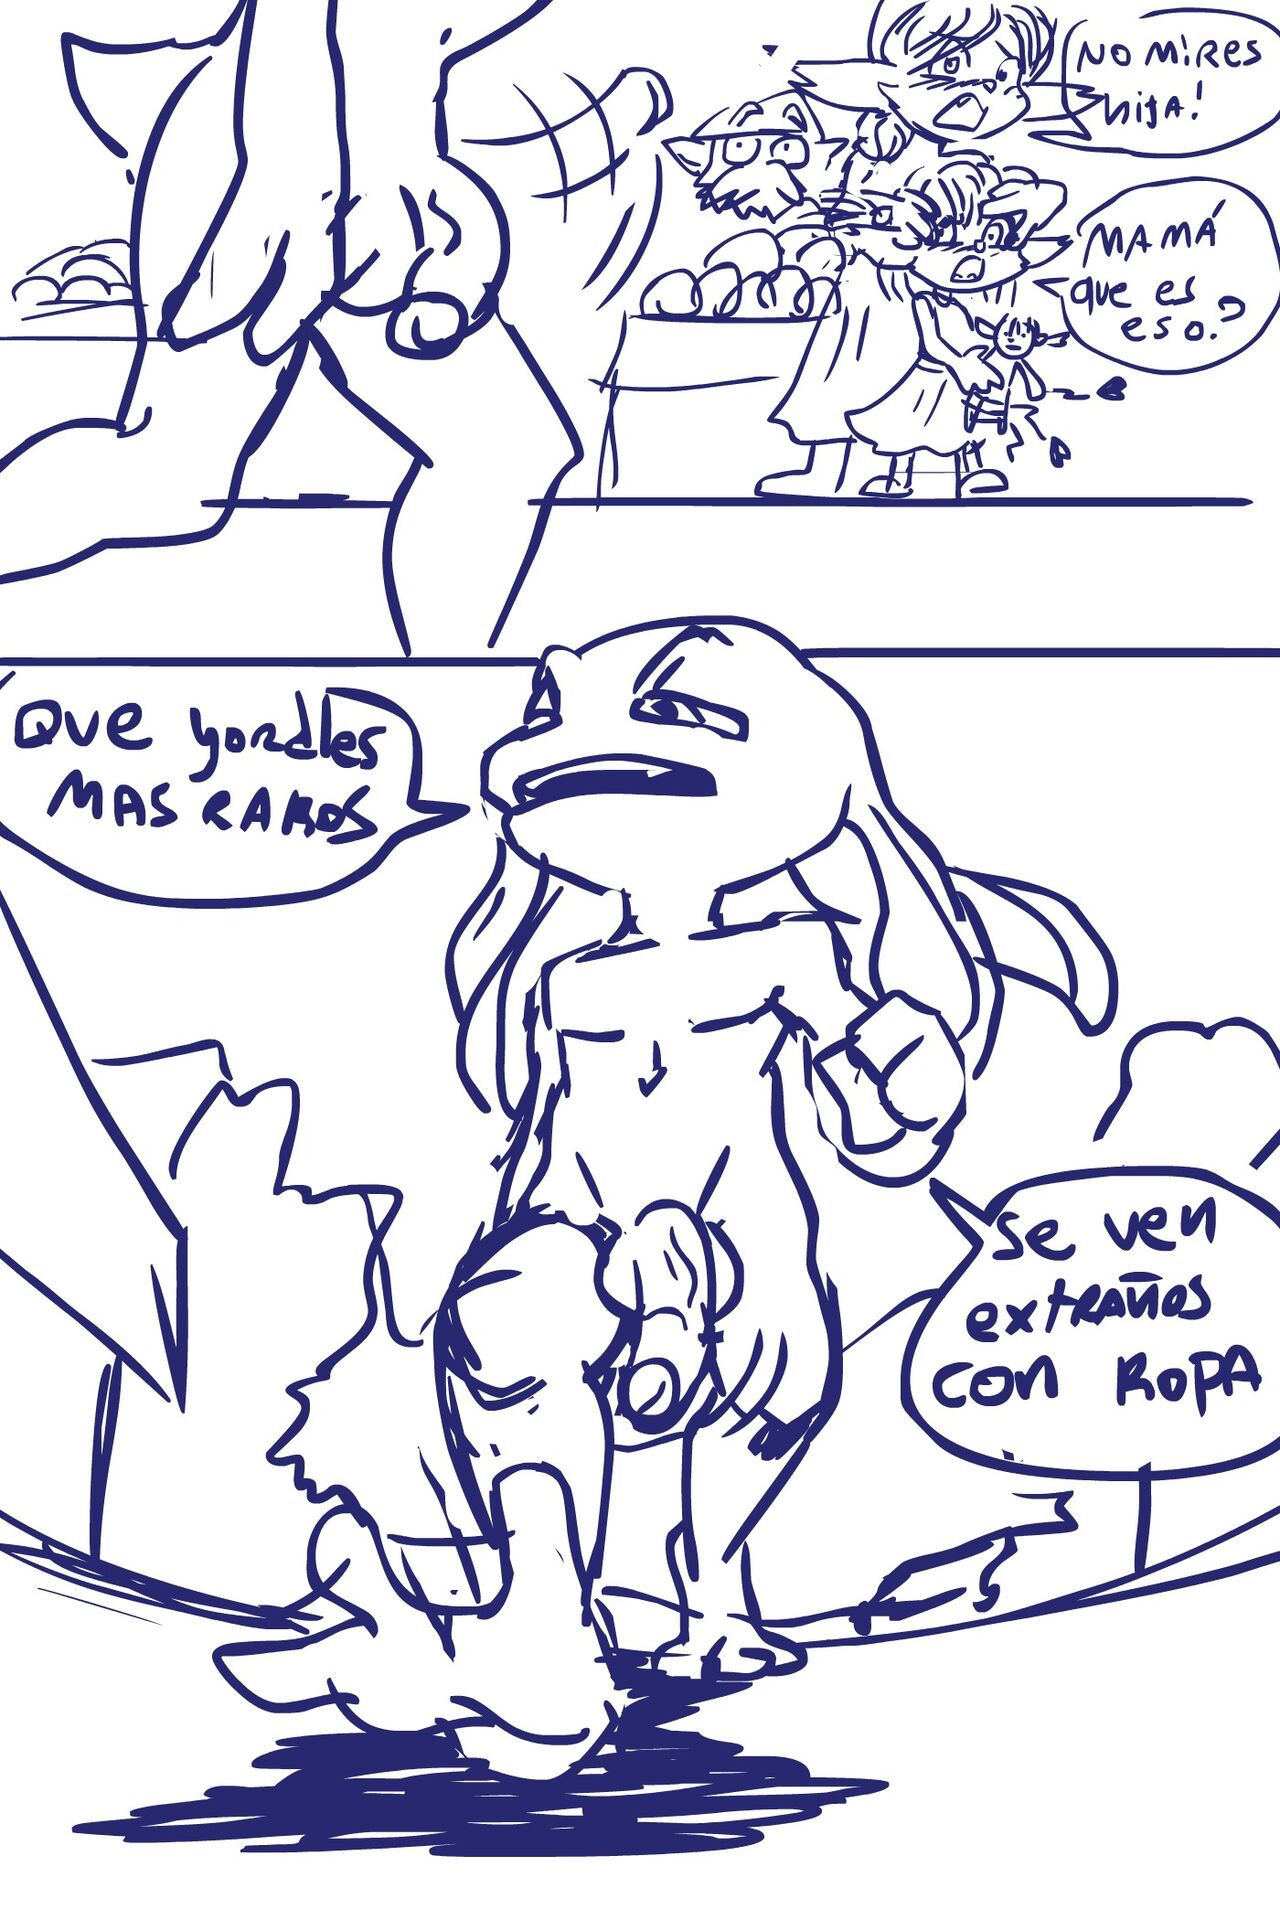 NO MIRES
HIJA!
MAMÁ
que es
eso?
QUE yordles
MAS RAROS
se ven
extraños
con ROPA